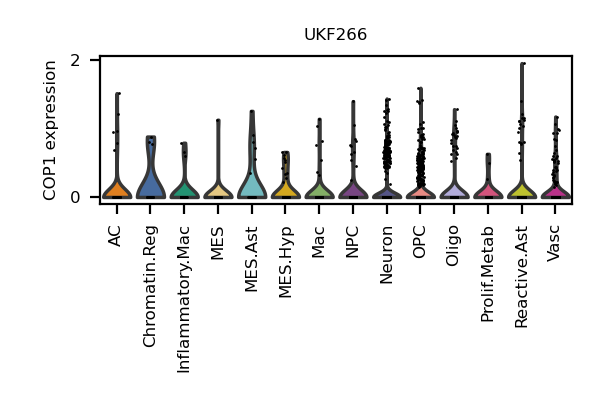 UKF266
COP1 expression
2
0
AC
Chromatin.Reg
Inflammatory.Mac
MES
MES.Ast
MES.Hyp
Mac
NPC
Neuron
OPC
Oligo
Prolif.Metab
Reactive.Ast
Vasc